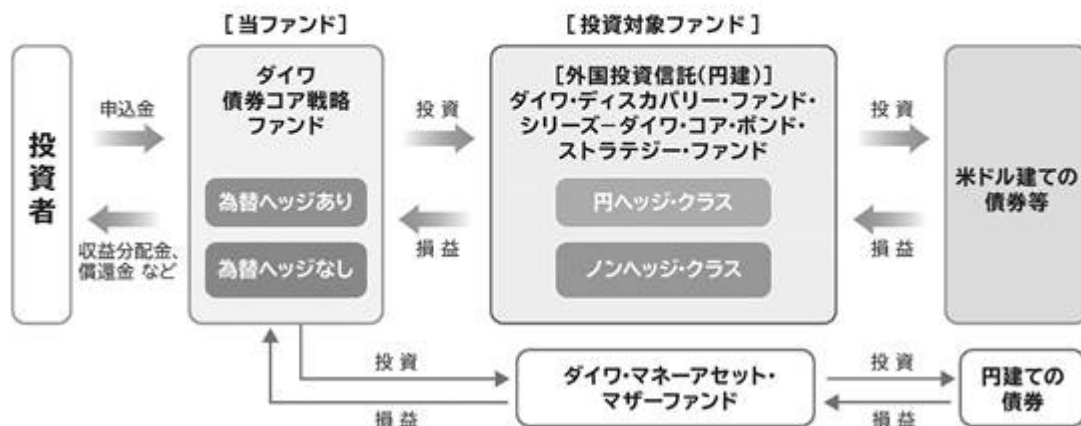 [当ファンド]
[投資対象ファンド]
投資者
申込金
収益分配金、
償還金 など
ダイワ
債券コア戦略
ファンド
為替ヘッジあり
為替ヘッジなし
投 資
損 益
[外国投資信託(円建)]
ダイワ・ディスカバリー・ファンド・
シリーズ－ダイワ・コア・ボンド・
ストラテジー・ファンド
円ヘッジ・クラス
ノンヘッジ・クラス
投 資
損 益
米ドル建ての
債券等
投 資
損 益
ダイワ・マネーアセット・
マザーファンド
投 資
損 益
円建ての
債券